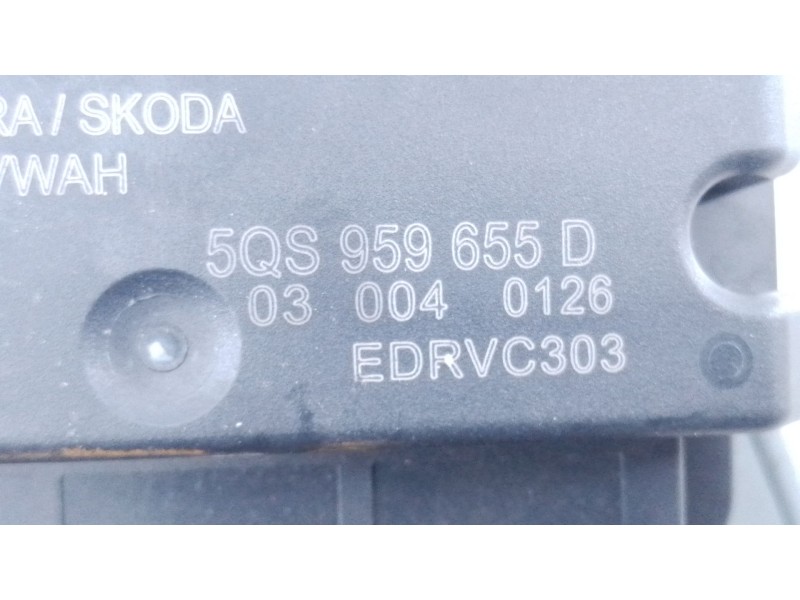 RA / SKODA
/WAH
5QS 959 655 D
03 004 0126
EDRVC303